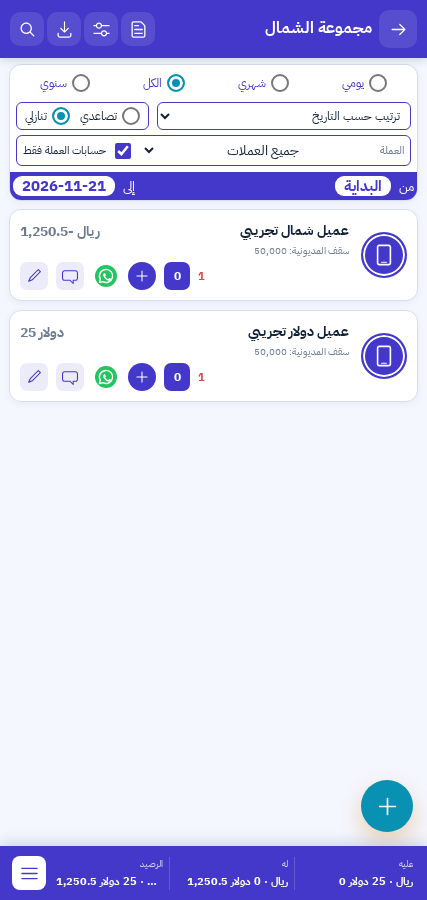 مجموعة الشمال
يومي شهري الكل سنوي
ترتيب حسب التاريخ تصاعدي تنازلي
العملة جميع العملات حسابات العملة فقط
من البداية إلى 2026-11-21
عميل شمال تجريبي 1,250.5- ريال
سقف المديونية: 50,000
1 0
عميل دولار تجريبي 25 دولار
سقف المديونية: 50,000
1 0
عليه له الرصيد
0 ريال · 25 دولار 1,250.5 ريال · 0 دولار 1,250.5 ... · 25 دولار